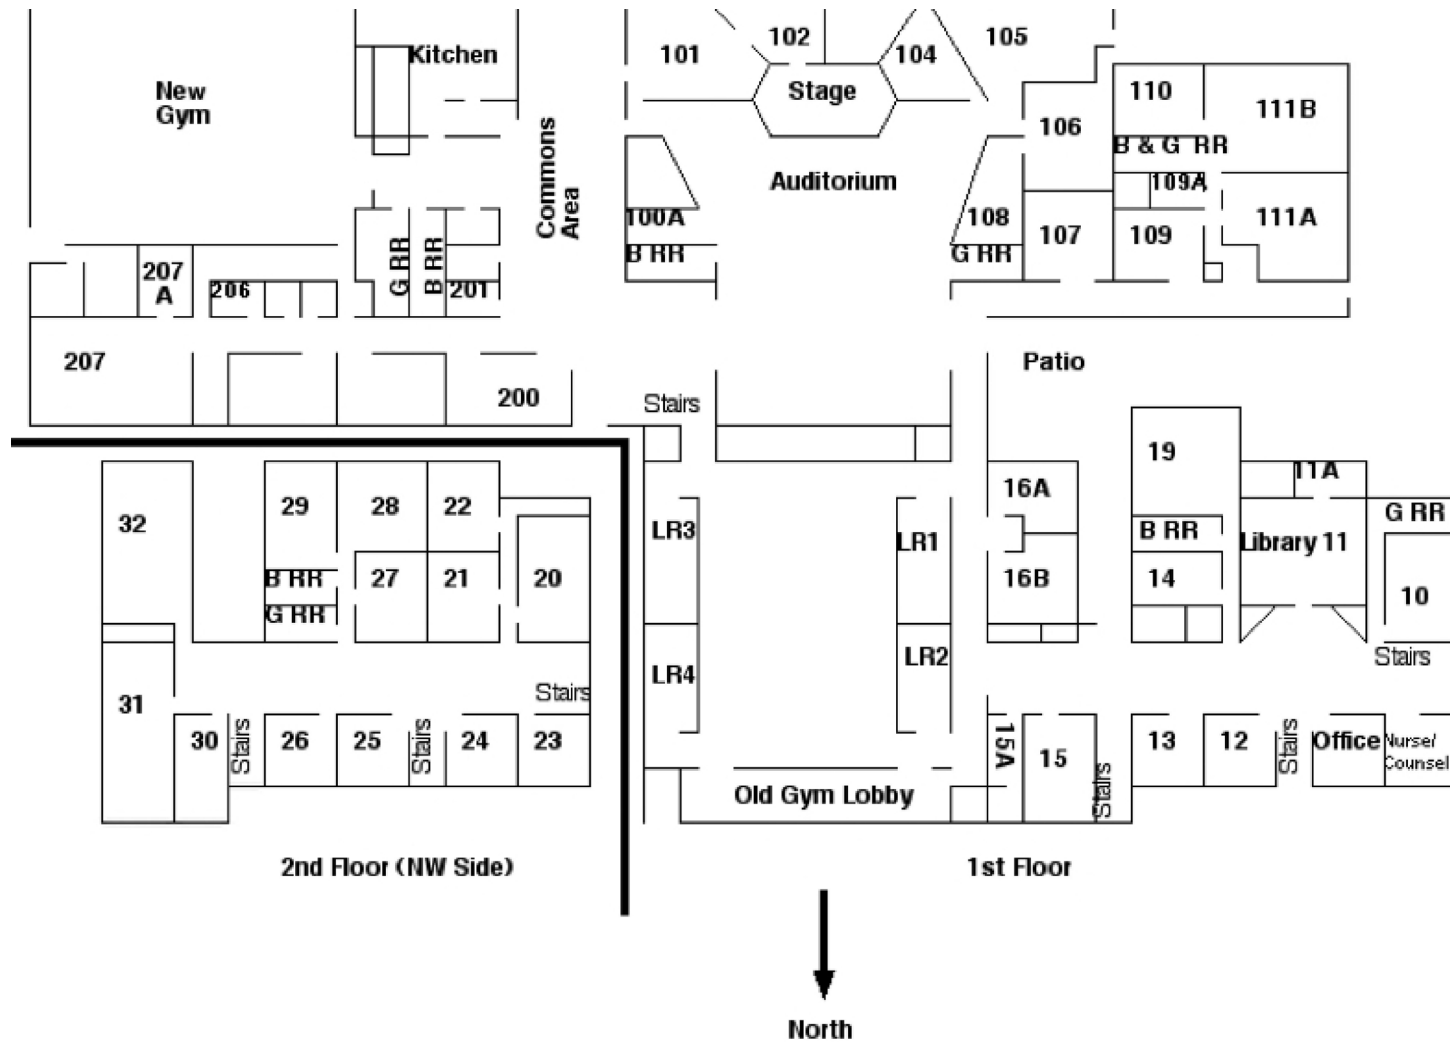 Kitchen
101
102
104
105
New
Gym
Stage
110
111B
106
B & G RR
Commons
Area
Auditorium
109A
100A
108
107
109
111A
B RR
G RR
G RR
B RR
207
A
206
201
207
200
Patio
Stairs
19
11A
16A
G RR
32
29
28
22
LR3
LR1
B RR
Library 11
B RR
27
21
20
16B
14
10
G RR
LR2
Stairs
LR4
31
Stairs
30
Stairs
26
25
Stairs
24
23
15A
15
Stairs
13
12
Stairs
Office
Nurse/
Counsel
Old Gym Lobby
2nd Floor (NW Side)
1st Floor
North